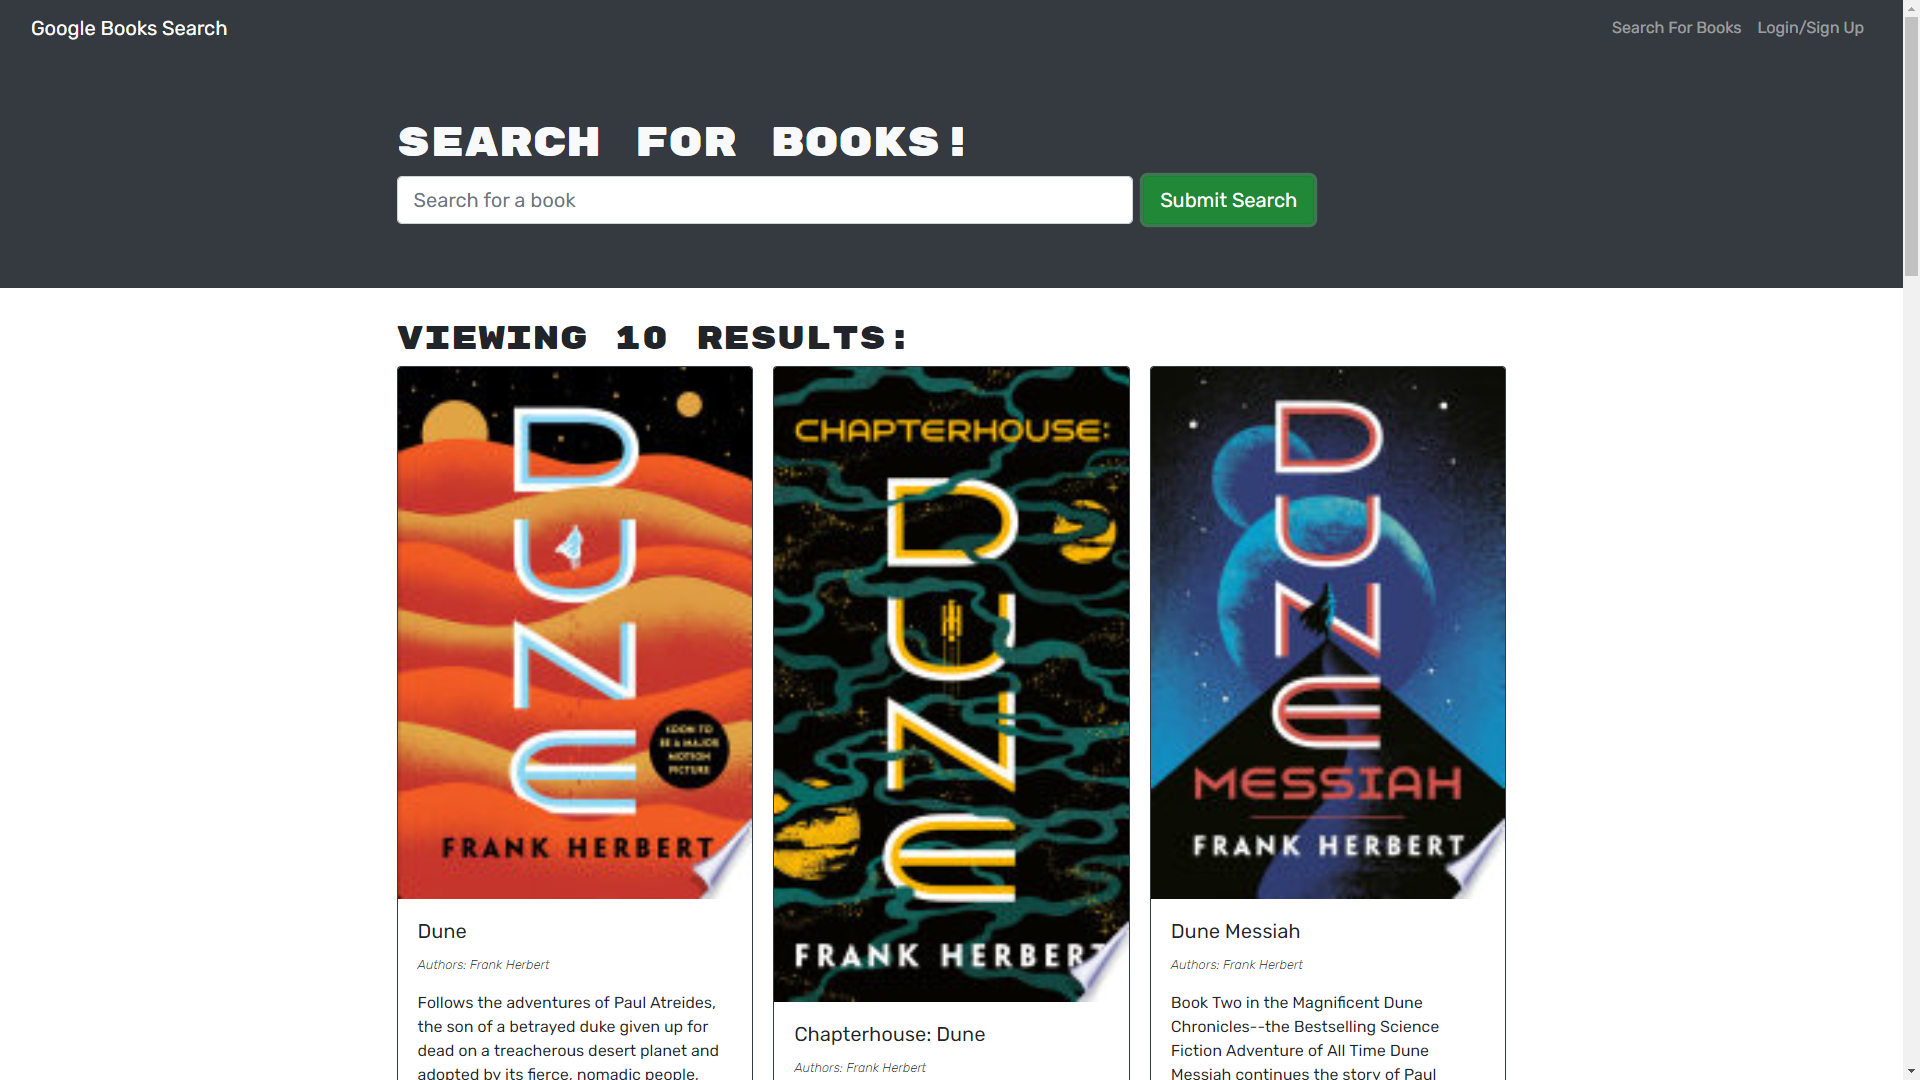 Google Books Search
Search For Books
Login/Sign Up
SEARCH FOR BOOKS!
Search for a book
Submit Search
VIEWING 10 RESULTS:
DUNE
SOON TO
BE A MAJOR
MOTION
PICTURE
FRANK HERBERT
CHAPTERHOUSE:
DUNE
FRANK HERBERT
DUNE
MESSIAH
FRANK HERBERT
Dune
Authors: Frank Herbert
Follows the adventures of Paul Atreides,
the son of a betrayed duke given up for
dead on a treacherous desert planet and
adopted by its fierce, nomadic people,
Chapterhouse: Dune
Authors: Frank Herbert
Dune Messiah
Authors: Frank Herbert
Book Two in the Magnificent Dune
Chronicles--the Bestselling Science
Fiction Adventure of All Time Dune
Messiah continues the story of Paul